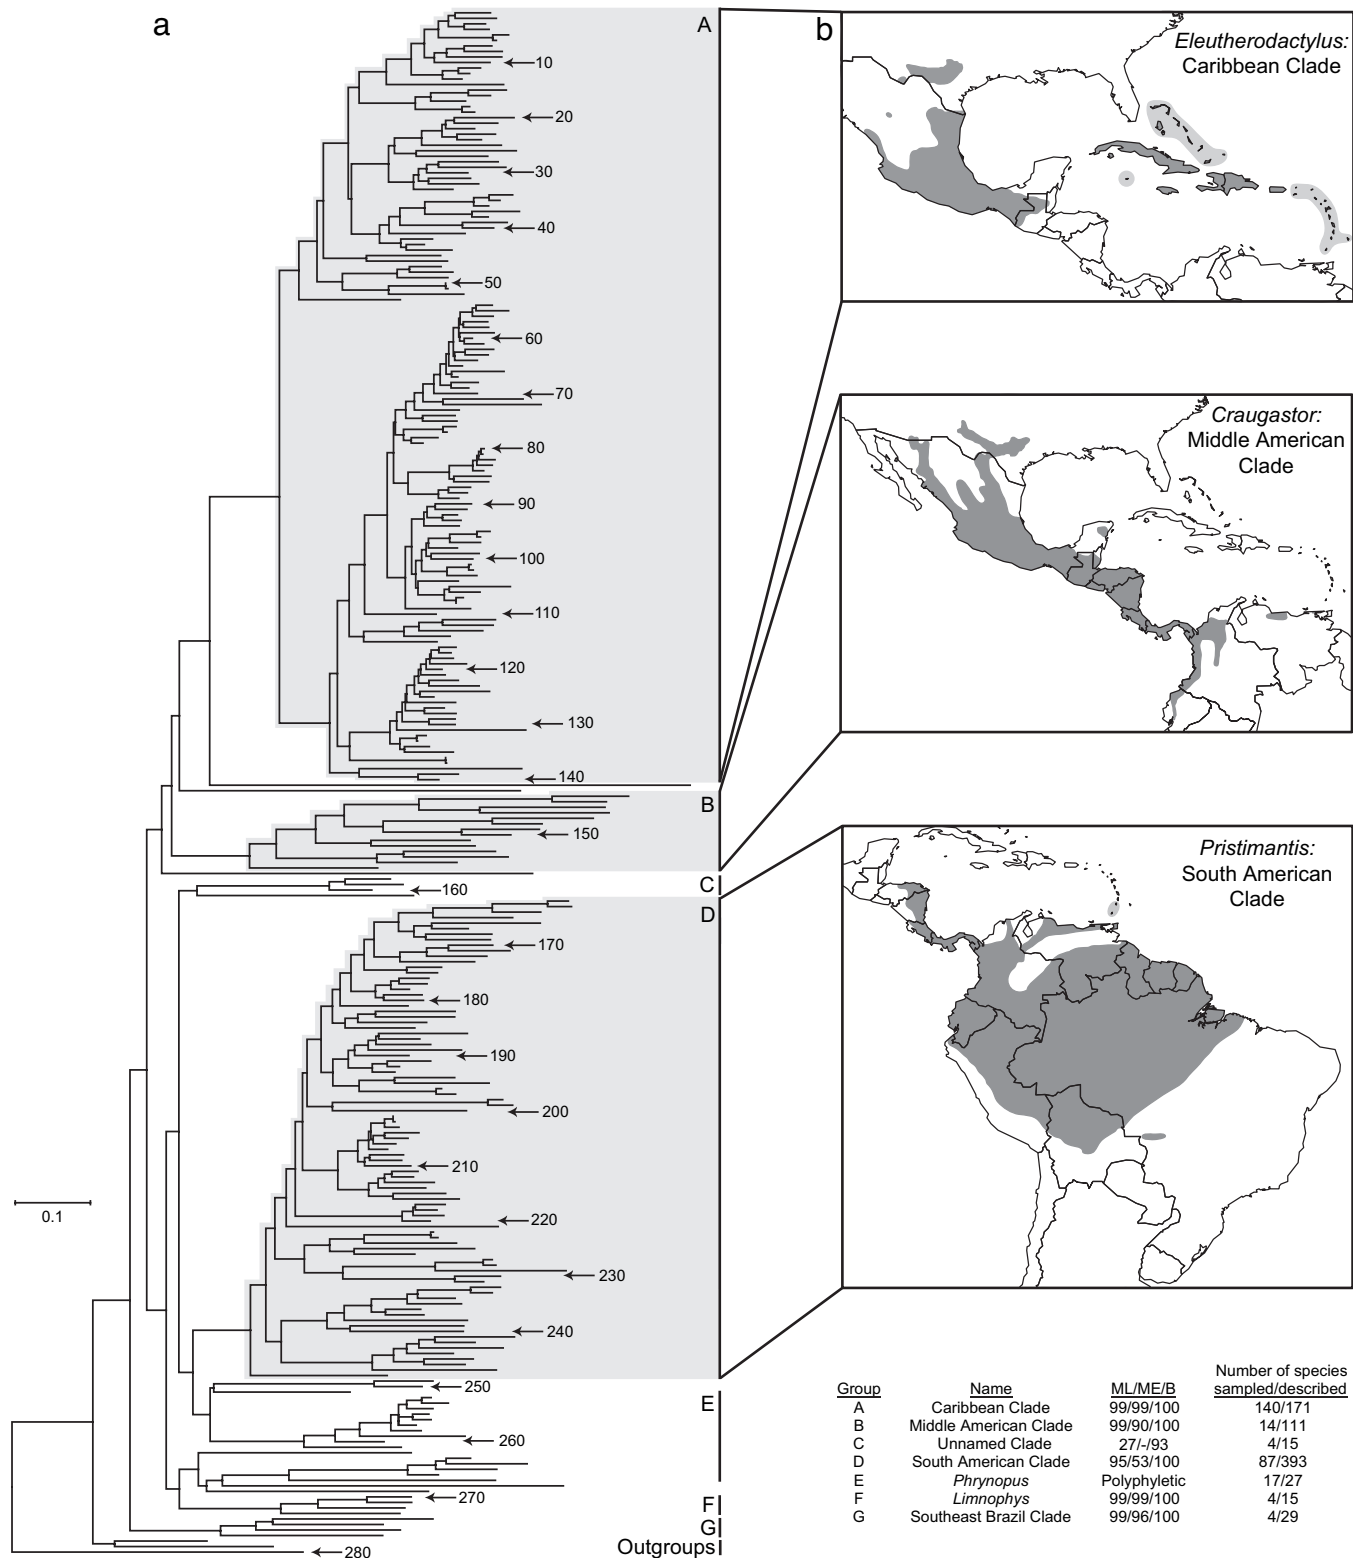 a
A
10
20
30
40
50
60
70
80
90
100
110
120
130
140
B
150
C
160
D
170
180
190
200
210
220
230
240
250
E
260
270
F
G
Outgroups
280
0.1
b
Eleutherodactylus:
Caribbean Clade
Craugastor:
Middle American
Clade
Pristimantis:
South American
Clade
Number of species
Group Name ML/ME/B sampled/described
A Caribbean Clade 99/99/100 140/171
B Middle American Clade 99/90/100 14/111
C Unnamed Clade 27/-/93 4/15
D South American Clade 95/53/100 87/393
E Phrynopus Polyphyletic 17/27
F Limnophys 99/99/100 4/15
G Southeast Brazil Clade 99/96/100 4/29